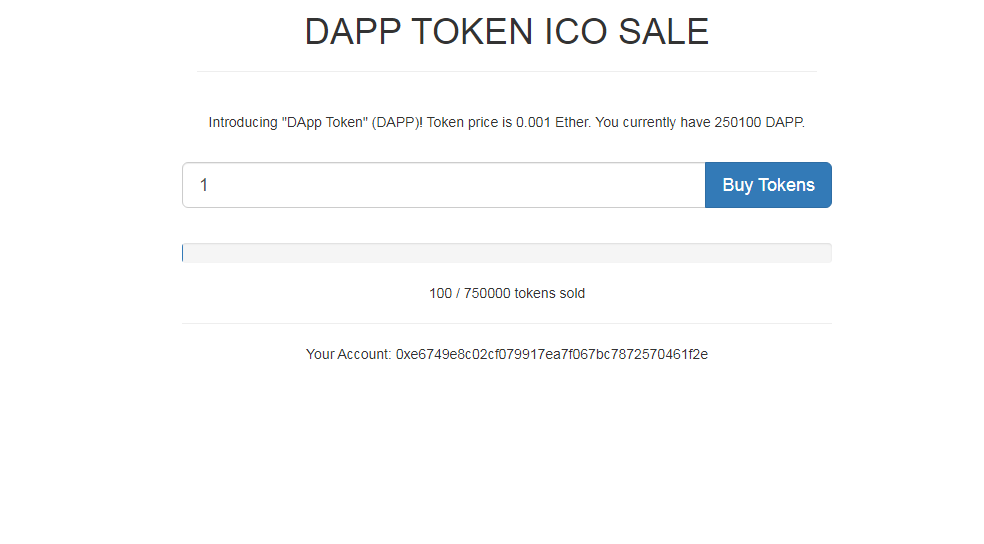 DAPP TOKEN ICO SALE
Introducing "DApp Token" (DAPP)! Token price is 0.001 Ether. You currently have 250100 DAPP.
1
Buy Tokens
100 / 750000 tokens sold
Your Account: 0xe6749e8c02cf079917ea7f067bc7872570461f2e